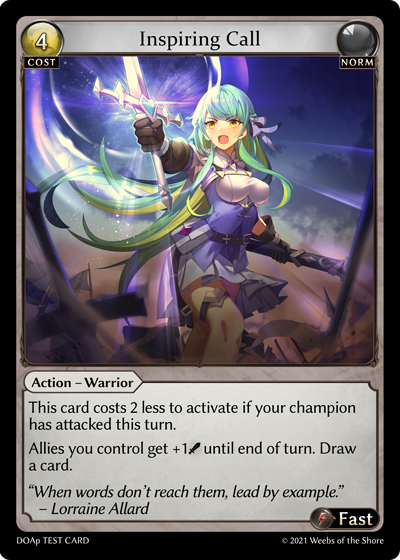 4
Inspiring Call
COST
NORM
Action – Warrior
This card costs 2 less to activate if your champion
has attacked this turn.
Allies you control get +1 until end of turn. Draw
a card.
“When words don’t reach them, lead by example.”
– Lorraine Allard
F Fast
DOAp TEST CARD
© 2021 Weebs of the Shore